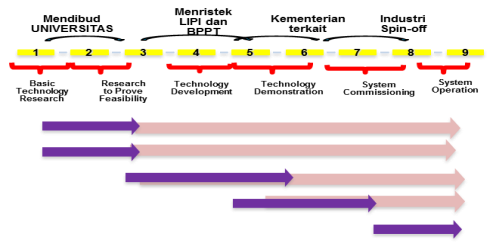 Mendibud
UNIVERSITAS
Menristek
LIPI dan
BPPT
Kementerian
terkait
Industri
Spin-off
1 2 3 4 5 6 7 8 9
Basic
Technology
Research
Research
to Prove
Feasibility
Technology
Development
Technology
Demonstration
System
Commissioning
System
Operation